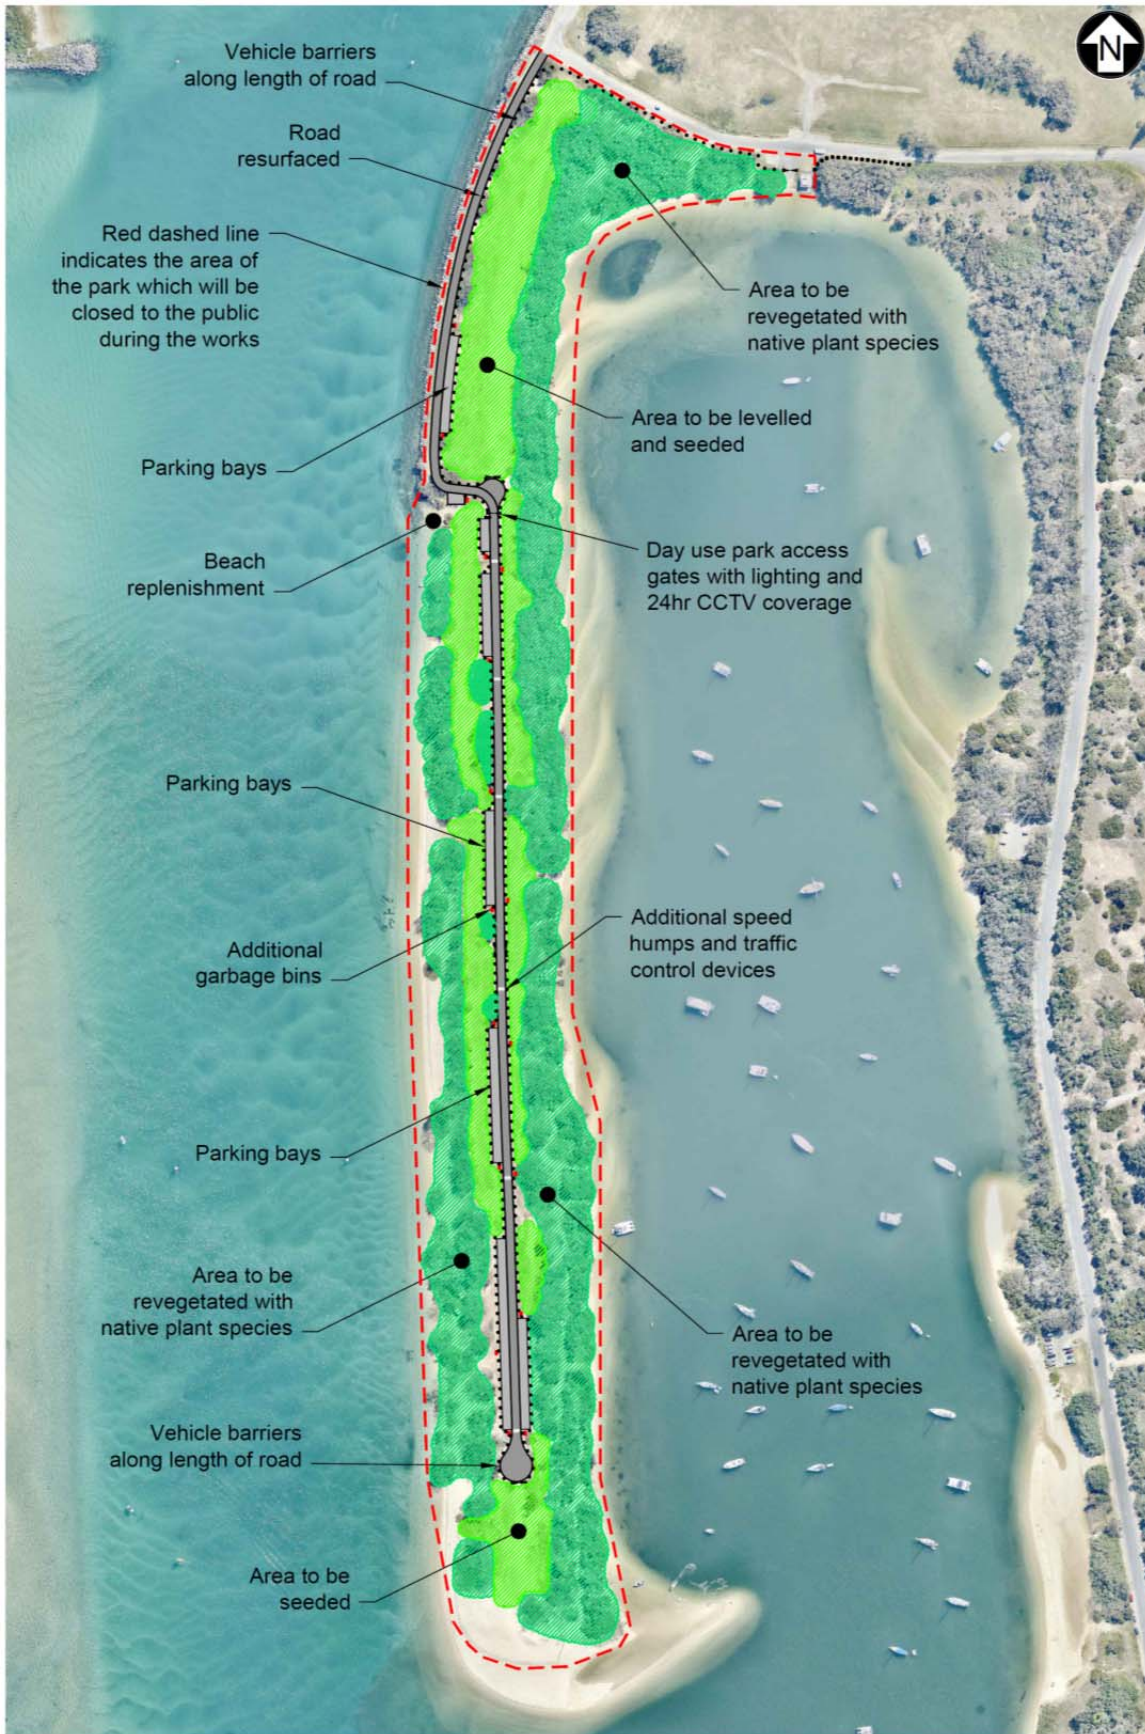 N
Vehicle barriers
along length of road
Road
resurfaced
Red dashed line
indicates the area of
the park which will be
closed to the public
during the works
Area to be
revegetated with
native plant species
Area to be levelled
and seeded
Parking bays
Day use park access
gates with lighting and
24hr CCTV coverage
Beach
replenishment
Parking bays
Additional speed
humps and traffic
control devices
Additional
garbage bins
Parking bays
Area to be
revegetated with
native plant species
Area to be
revegetated with
native plant species
Vehicle barriers
along length of road
Area to be
seeded